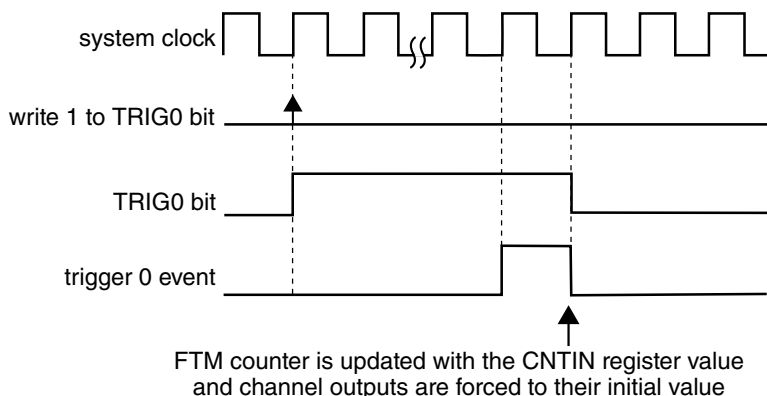 system clock
write 1 to TRIG0 bit
TRIG0 bit
trigger 0 event
FTM counter is updated with the CNTIN register value
and channel outputs are forced to their initial value